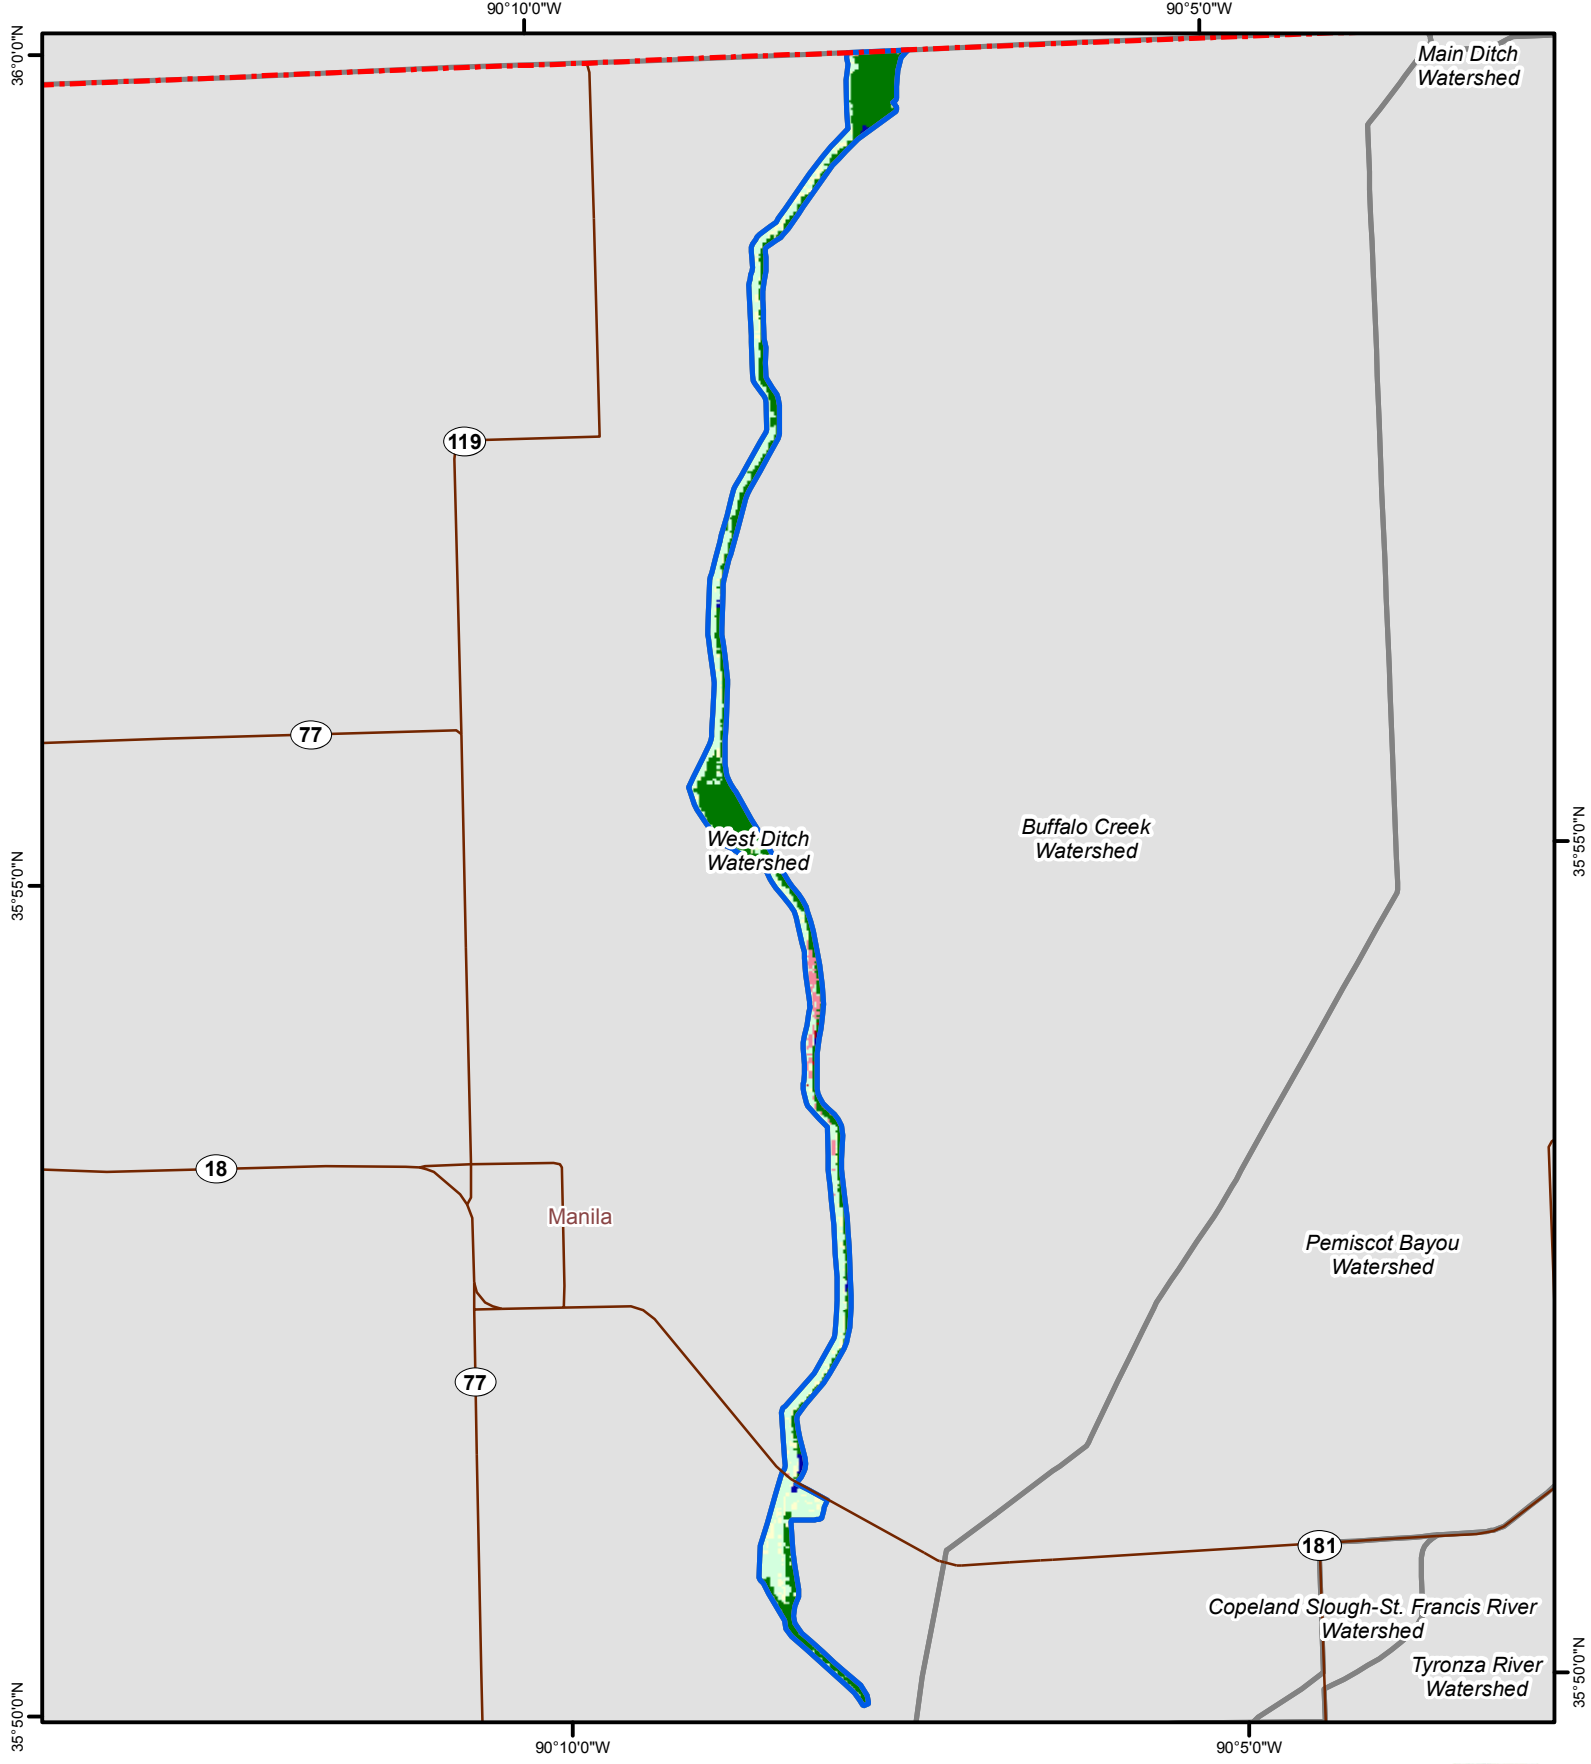 90°10'0"W
90°5'0"W
36°0'0"N
Main Ditch
Watershed
119
77
West Ditch
Watershed
Buffalo Creek
Watershed
35°55'0"N
35°55'0"N
18
Manila
Pemiscot Bayou
Watershed
77
181
Copeland Slough-St. Francis River
Watershed
Tyronza River
Watershed
35°50'0"N
35°50'0"N
90°10'0"W
90°5'0"W